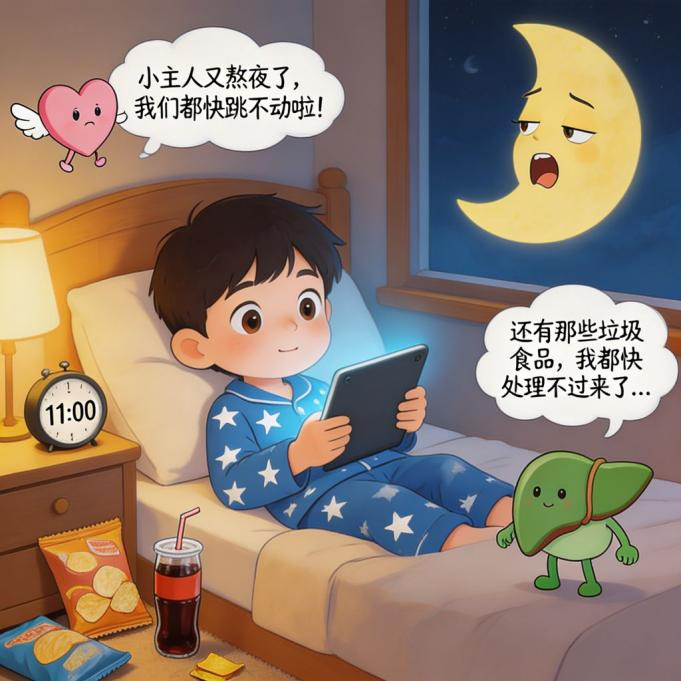 小主人又熬夜了，
我们都快跳不动啦！
11:00
还有那些垃圾
食品，我都快
处理不过来了...